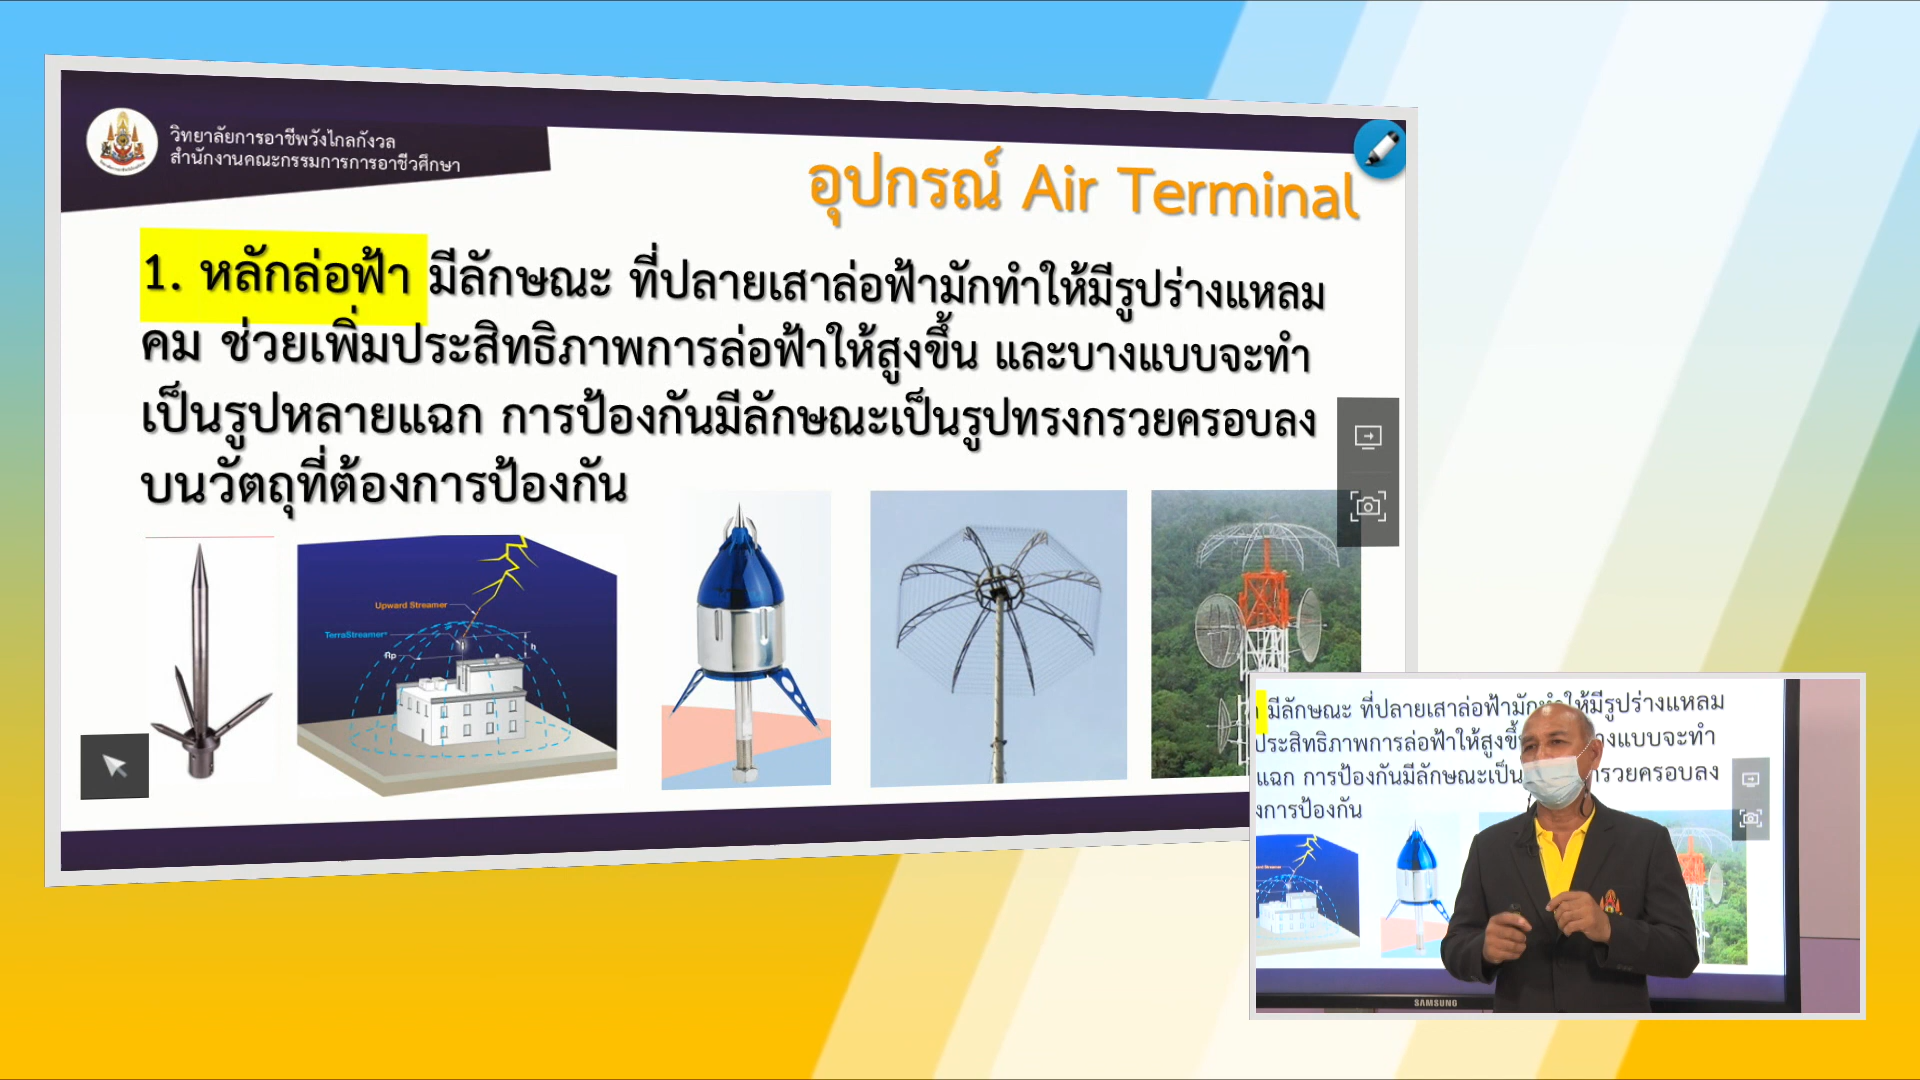 วิทยาลัยการอาชีพวังไกลกังวล
สำนักงานคณะกรรมการการอาชีวศึกษา
อุปกรณ์ Air Terminal
1. หลักล่อฟ้า มีลักษณะ ที่ปลายเสาล่อฟ้ามักทำให้มีรูปร่างแหลม
คม ช่วยเพิ่มประสิทธิภาพการล่อฟ้าให้สูงขึ้น และบางแบบจะทำ
เป็นรูปหลายแฉก การป้องกันมีลักษณะเป็นรูปทรงกรวยครอบลง
บนวัตถุที่ต้องการป้องกัน
Upward Streamer
TerraStreamer
Rp
h
มีลักษณะ ที่ปลายเสาล่อฟ้ามักทำให้มีรูปร่างแหลม
ประสิทธิภาพการล่อฟ้าให้สูงขึ้ างแบบจะทำ
แฉก การป้องกันมีลักษณะเป็น กรวยครอบลง
งการป้องกัน
SAMSUNG